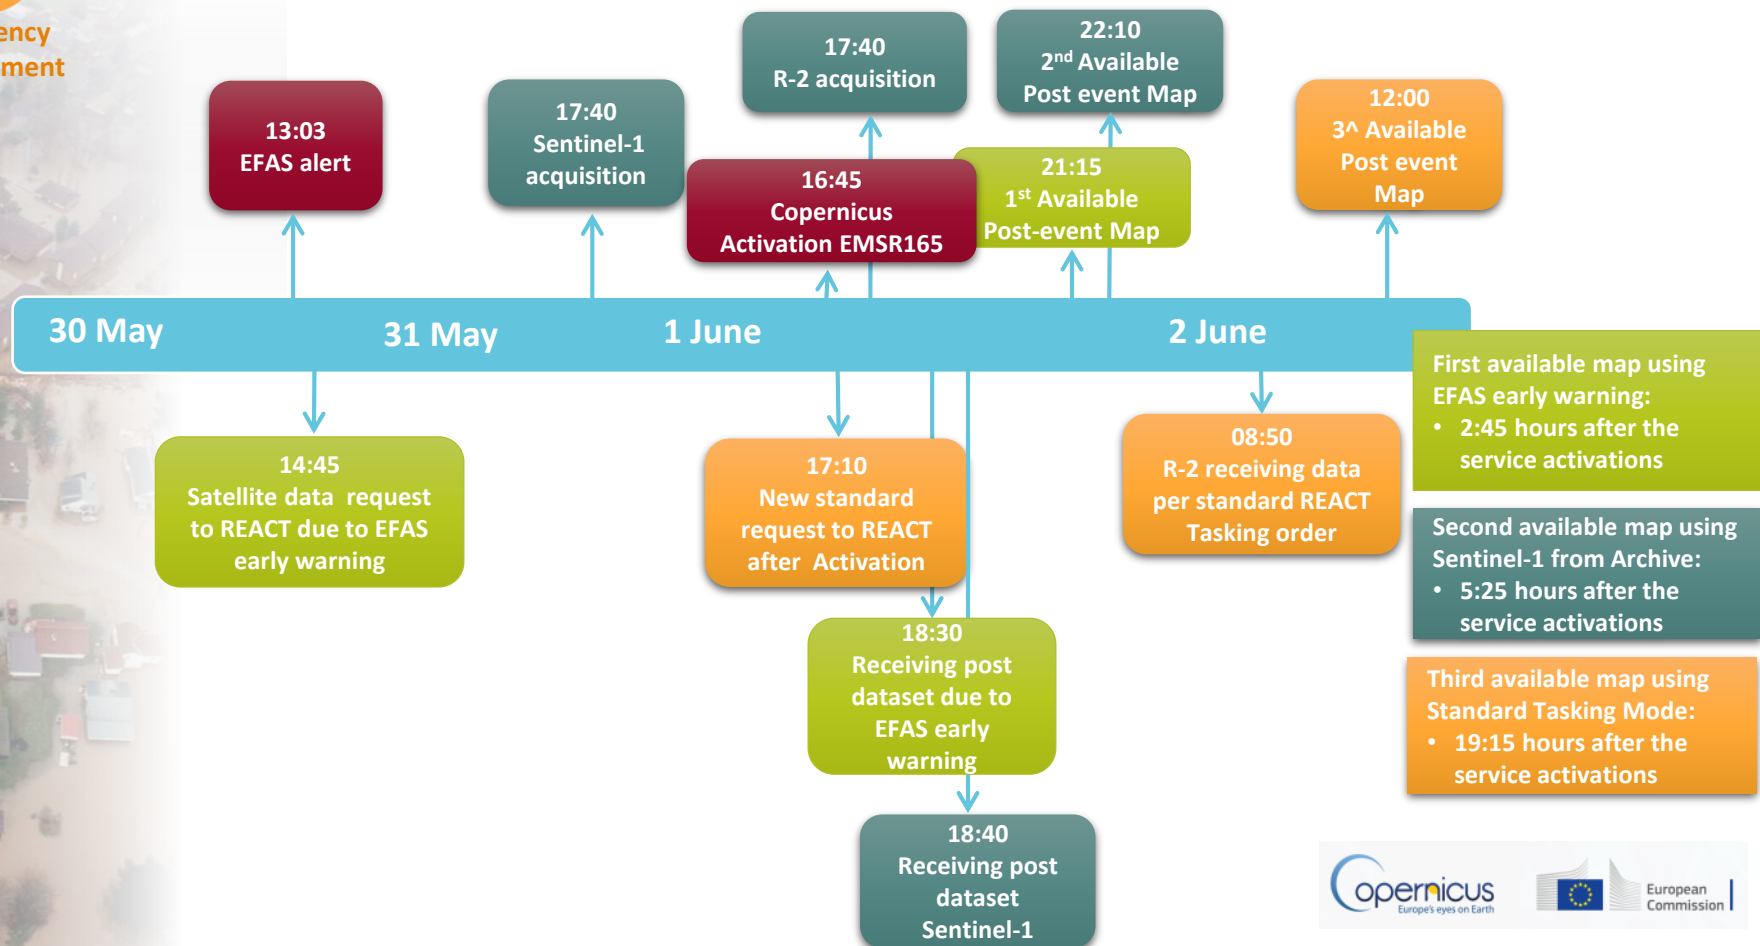 ency
ment
13:03
EFAS alert
17:40
Sentinel-1
acquisition
17:40
R-2 acquisition
16:45
Copernicus
Activation EMSR165
22:10
2nd Available
Post event Map
21:15
1st Available
Post-event Map
12:00
3^ Available
Post event
Map
30 May
31 May
1 June
2 June
14:45
Satellite data request
to REACT due to EFAS
early warning
17:10
New standard
request to REACT
after Activation
18:30
Receiving post
dataset due to
EFAS early
warning
18:40
Receiving post
dataset
Sentinel-1
08:50
R-2 receiving data
per standard REACT
Tasking order
First available map using
EFAS early warning:
• 2:45 hours after the
service activations
Second available map using
Sentinel-1 from Archive:
• 5:25 hours after the
service activations
Third available map using
Standard Tasking Mode:
• 19:15 hours after the
service activations
opernicus
Europe's eyes on Earth
European
Commission